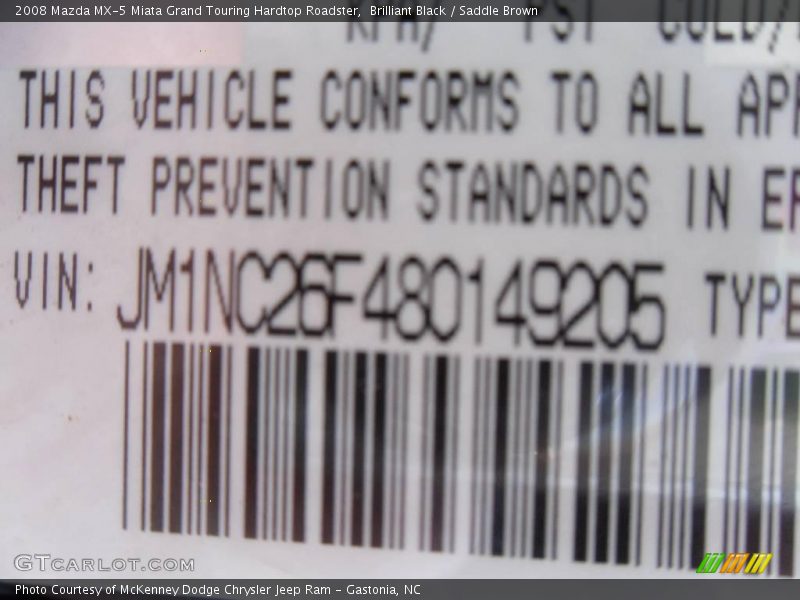 2008 Mazda MX-5 Miata Grand Touring Hardtop Roadster,  Brilliant Black / Saddle Brown
THIS VEHICLE CONFORMS TO ALL
THEFT PREVENTION STANDARDS IN
VIN: JM1NC26F480149205 TYPE
GTCARLOT.COM
Photo Courtesy of McKenney Dodge Chrysler Jeep Ram - Gastonia, NC